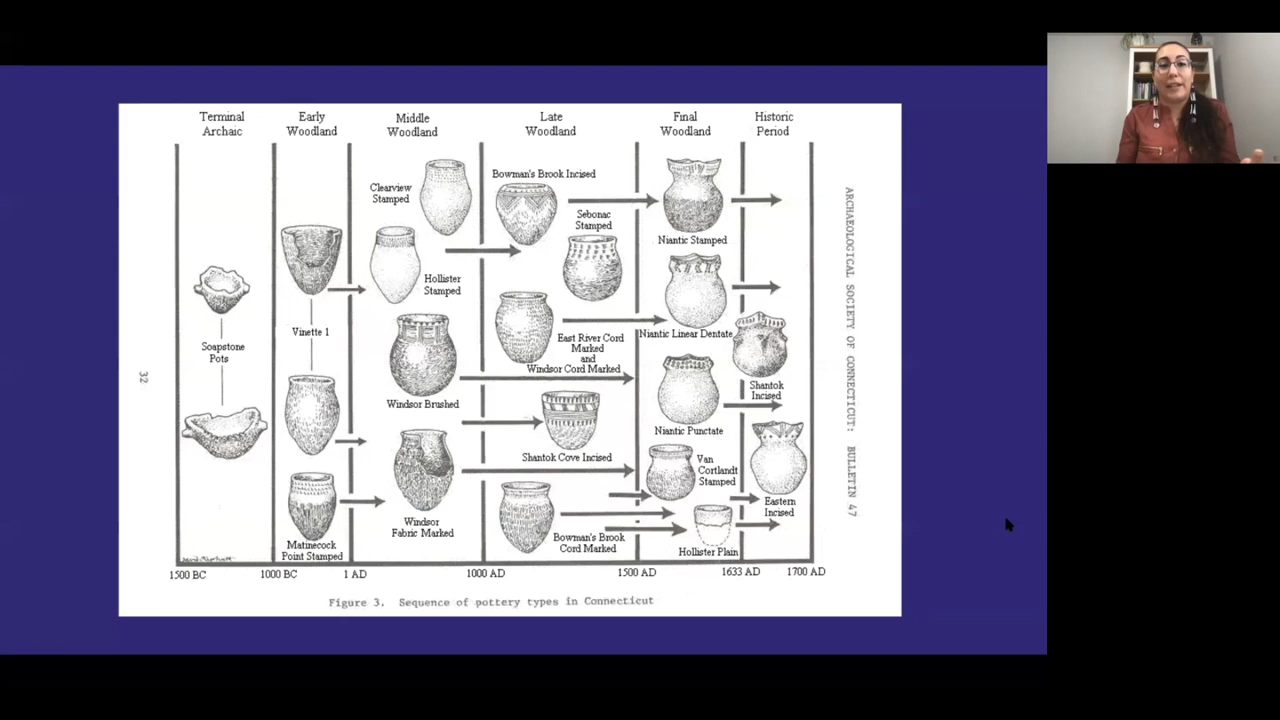 Terminal
Archaic
Early
Woodland
Middle
Woodland
Late
Woodland
Final
Woodland
Historic
Period
Soapstone
Pots
Vinette 1
Matinecock
Point Stamped
Clearview
Stamped
Hollister
Stamped
Windsor Brushed
Windsor
Fabric Marked
Bowman's Brook Incised
Sebonac
Stamped
East River Cord
Marked
and
Windsor Cord Marked
Shantok Cove Incised
Bowman's Brook
Cord Marked
Niantic Stamped
Niantic Linear Dentate
Niantic Punctate
Van
Cortlandt
Stamped
Hollister Plain
Shantok
Incised
Eastern
Incised
1500 BC
1000 BC
1 AD
1000 AD
1500 AD
1633 AD
1700 AD
Figure 3. Sequence of pottery types in Connecticut
32
ARCHAEOLOGICAL SOCIETY OF CONNECTICUT: BULLETIN 47